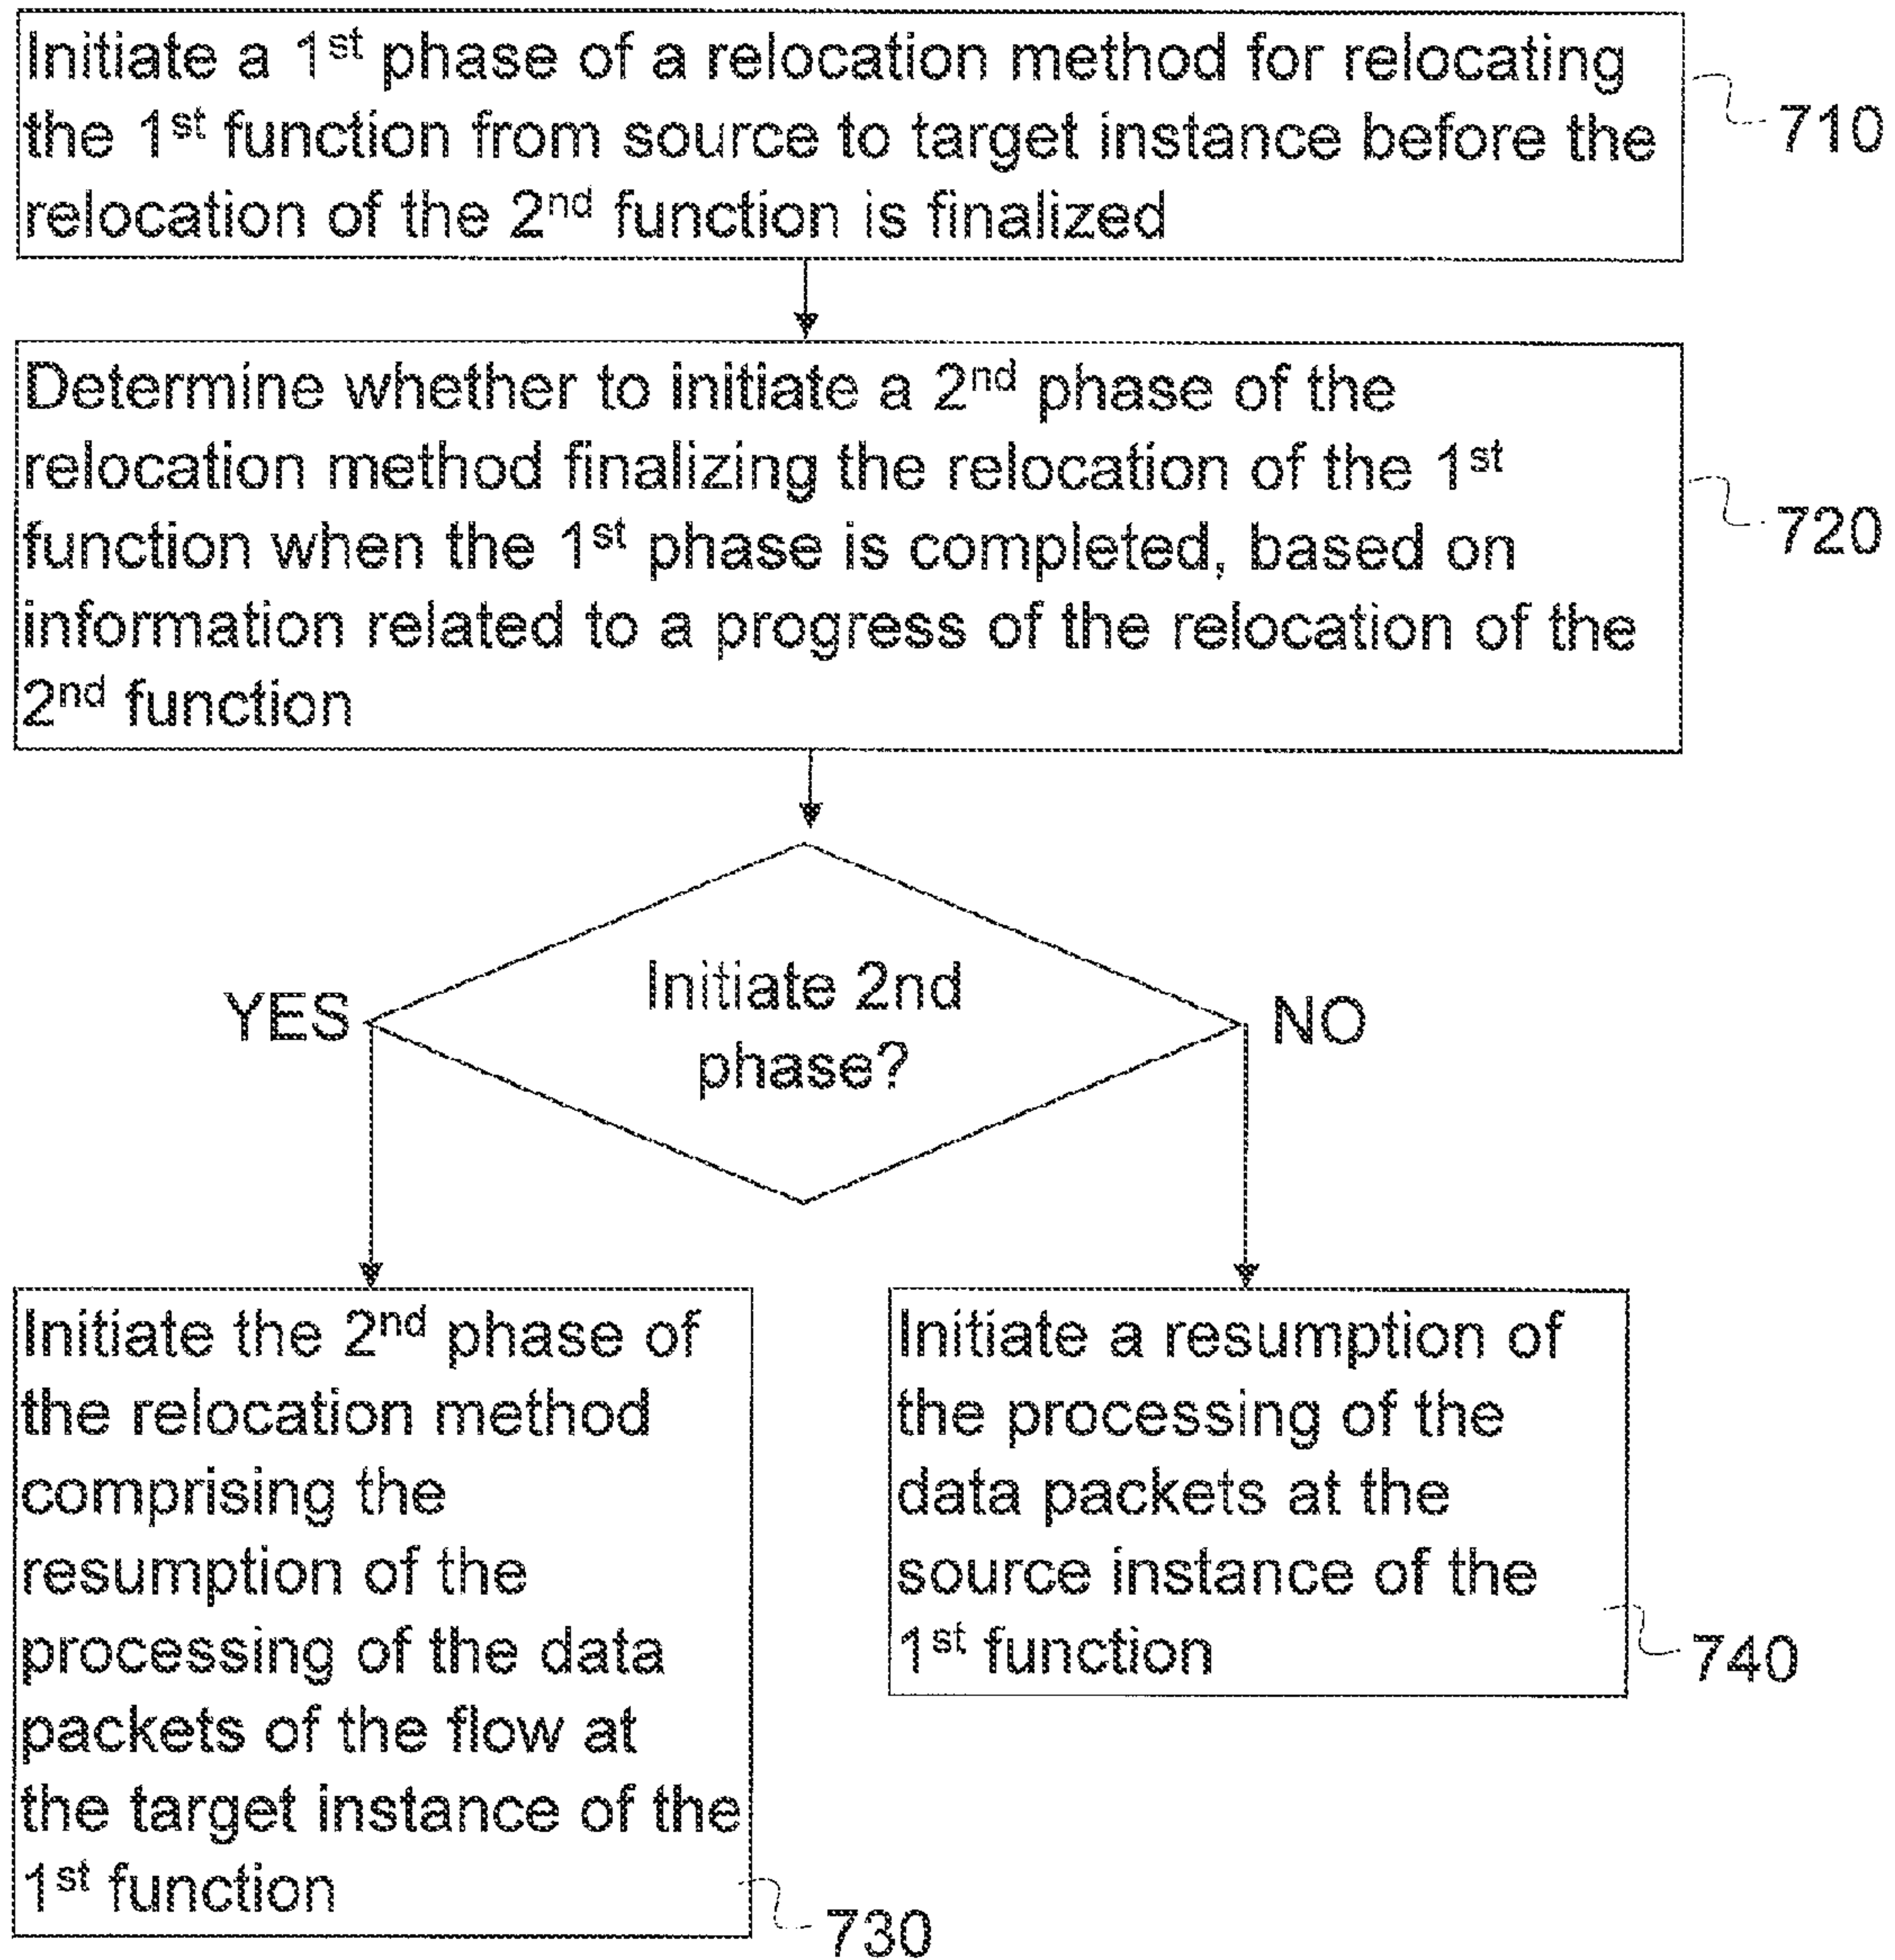 Initiate a 1st phase of a relocation method for relocating
the 1st function from source to target instance before the
relocation of the 2nd function is finalized
710
Determine whether to initiate a 2nd phase of the
relocation method finalizing the relocation of the 1st
function when the 1st phase is completed, based on
information related to a progress of the relocation of the
2nd function
720
Initiate 2nd
phase?
YES
NO
Initiate the 2nd phase of
the relocation method
comprising the
resumption of the
processing of the data
packets of the flow at
the target instance of the
1st function
730
Initiate a resumption of
the processing of the
data packets at the
source instance of the
1st function
740